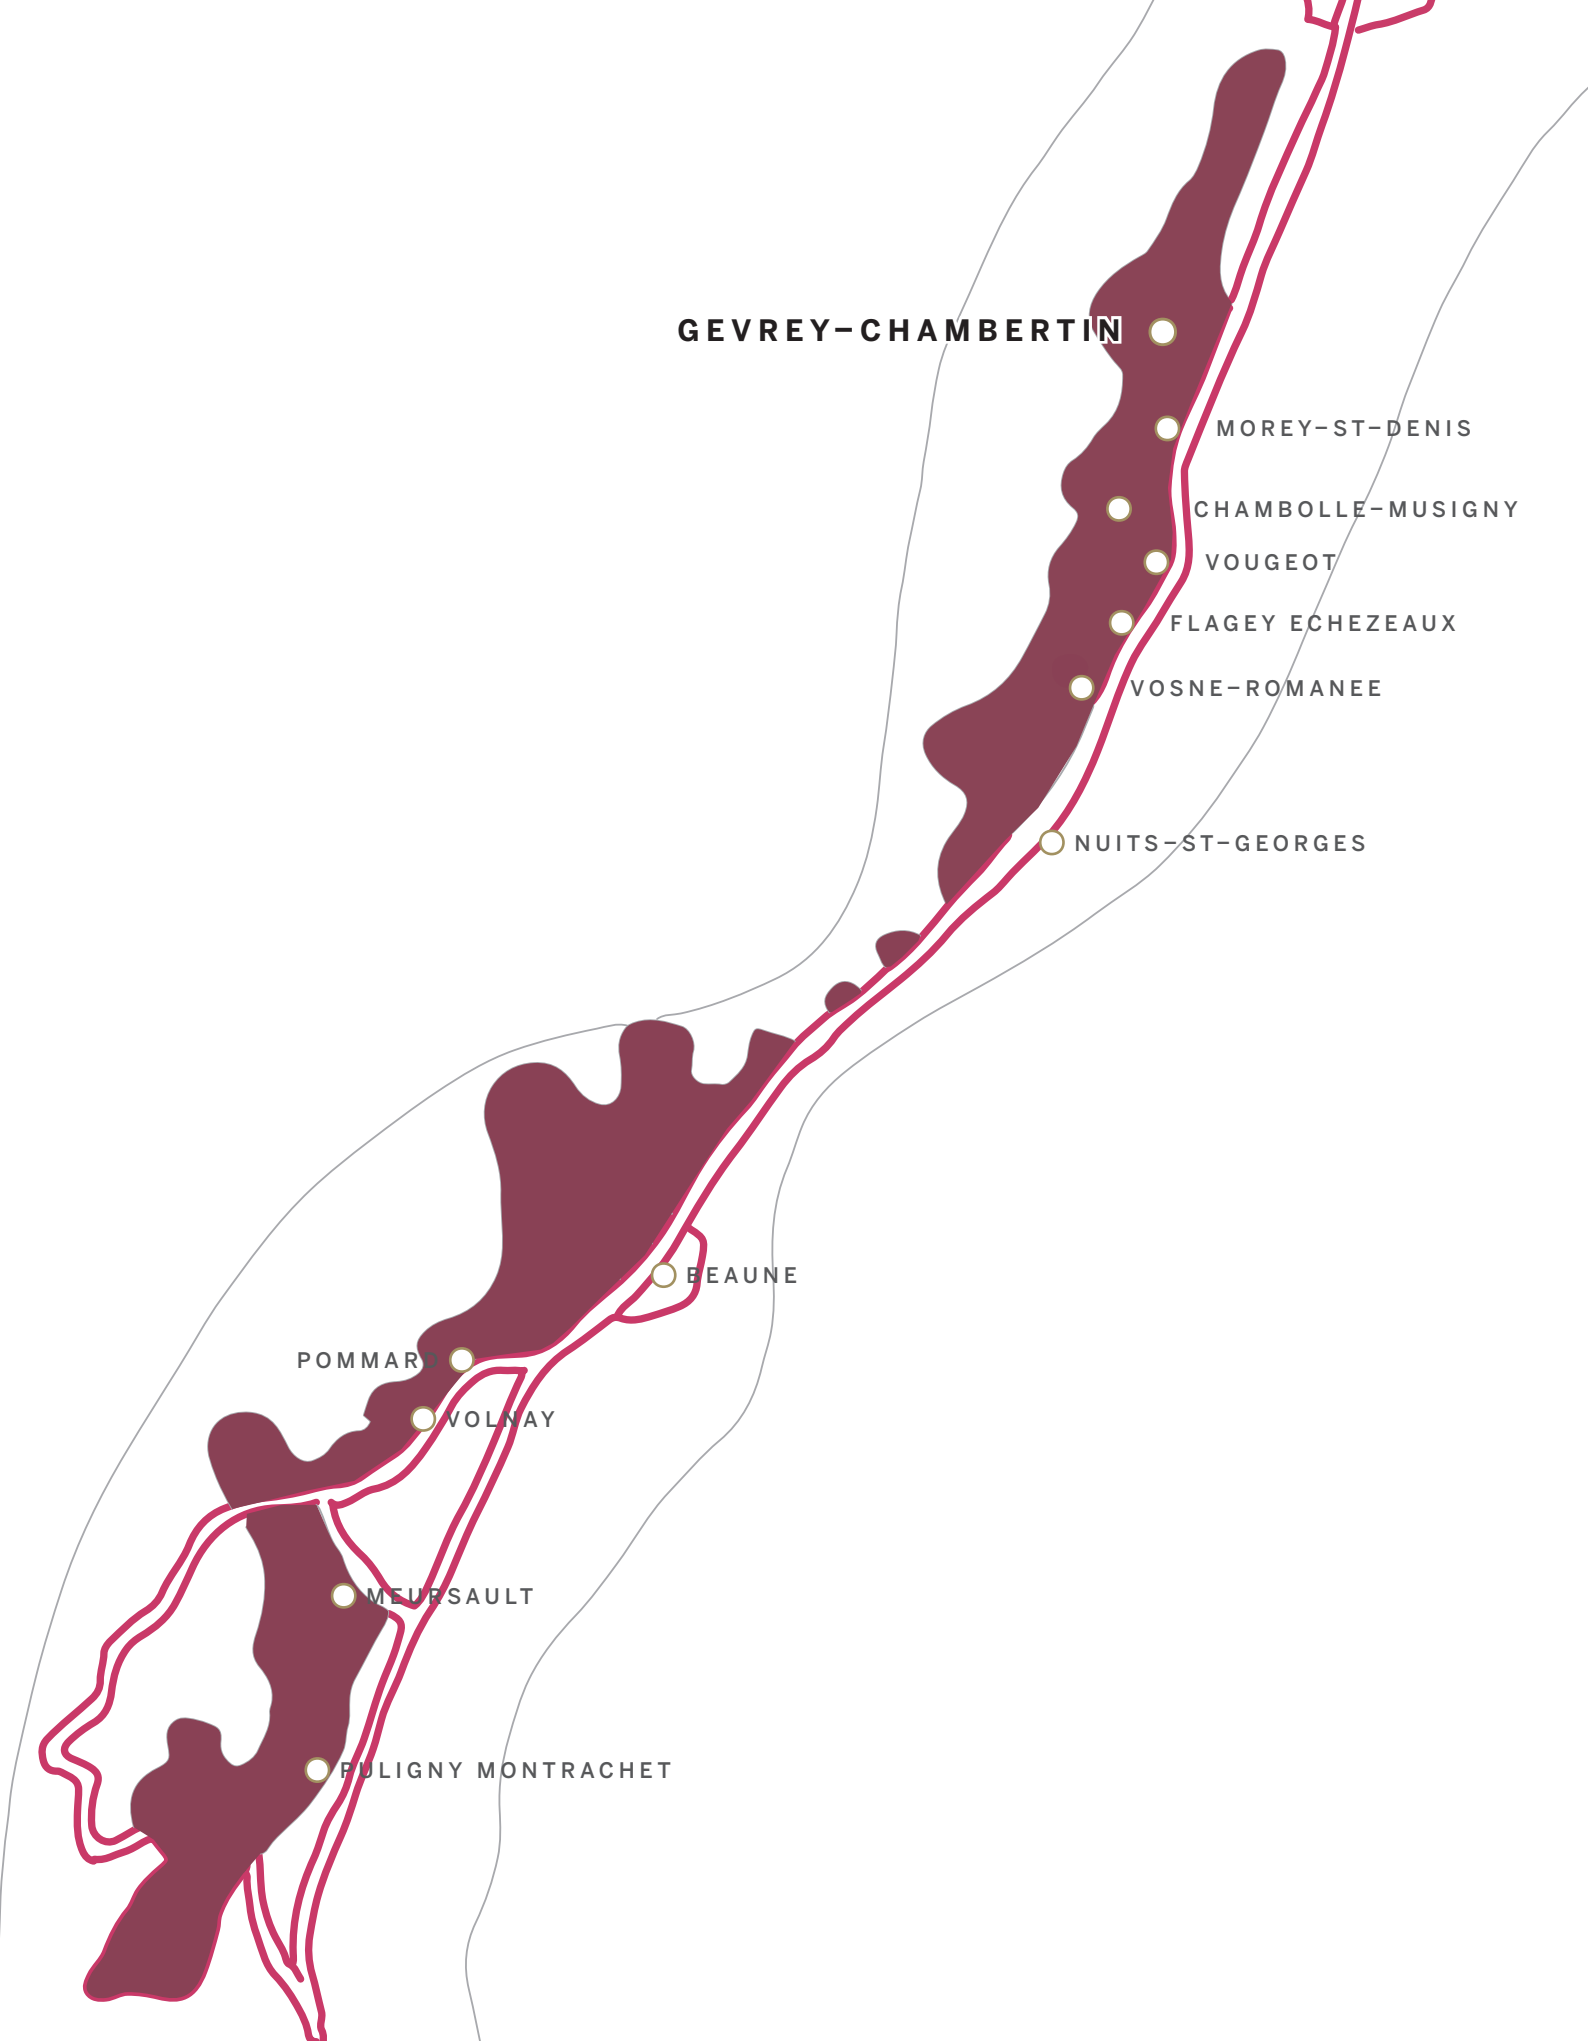 GEVREY-CHAMBERTIN
MOREY-ST-DENIS
CHAMBOLLE-MUSIGNY
VOUGEOT
FLAGEY ECHEZEAUX
VOSNE-ROMANEE
NUITS-ST-GEORGES
BEAUNE
POMMARD
VOLNAY
MEURSAULT
PULIGNY MONTRACHET